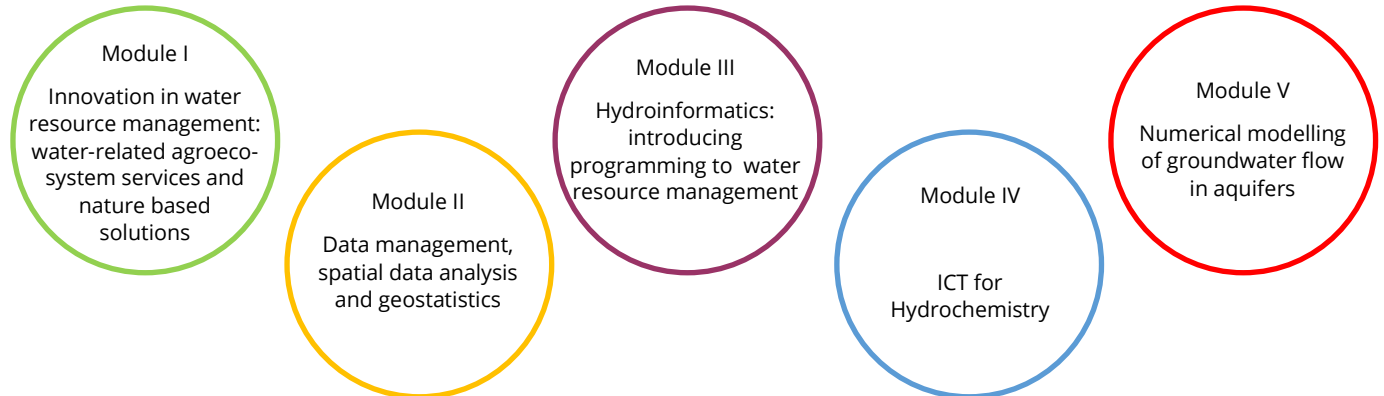 Module I
Innovation in water
resource management:
water-related agroeco-
system services and
nature based
solutions
Module II
Data management,
spatial data analysis
and geostatistics
Module III
Hydroinformatics:
introducing
programming to  water
resource management
Module IV
ICT for
Hydrochemistry
Module V
Numerical modelling
of groundwater flow
in aquifers